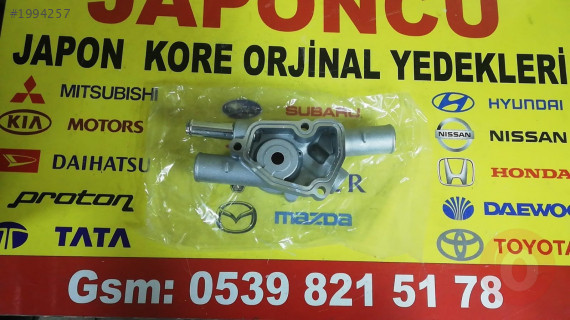 #1994257
JAPONCU
JAPON KORE ORJİNAL YEDEKLERİ
MITSUBISHI
SUBARU
HYUNDAI
KIA MOTORS
NISSAN
DAIHATSU
HONDA
proton
mazda
DAEWOO
TATA
TOYOTA
Gsm: 0539 821 51 78